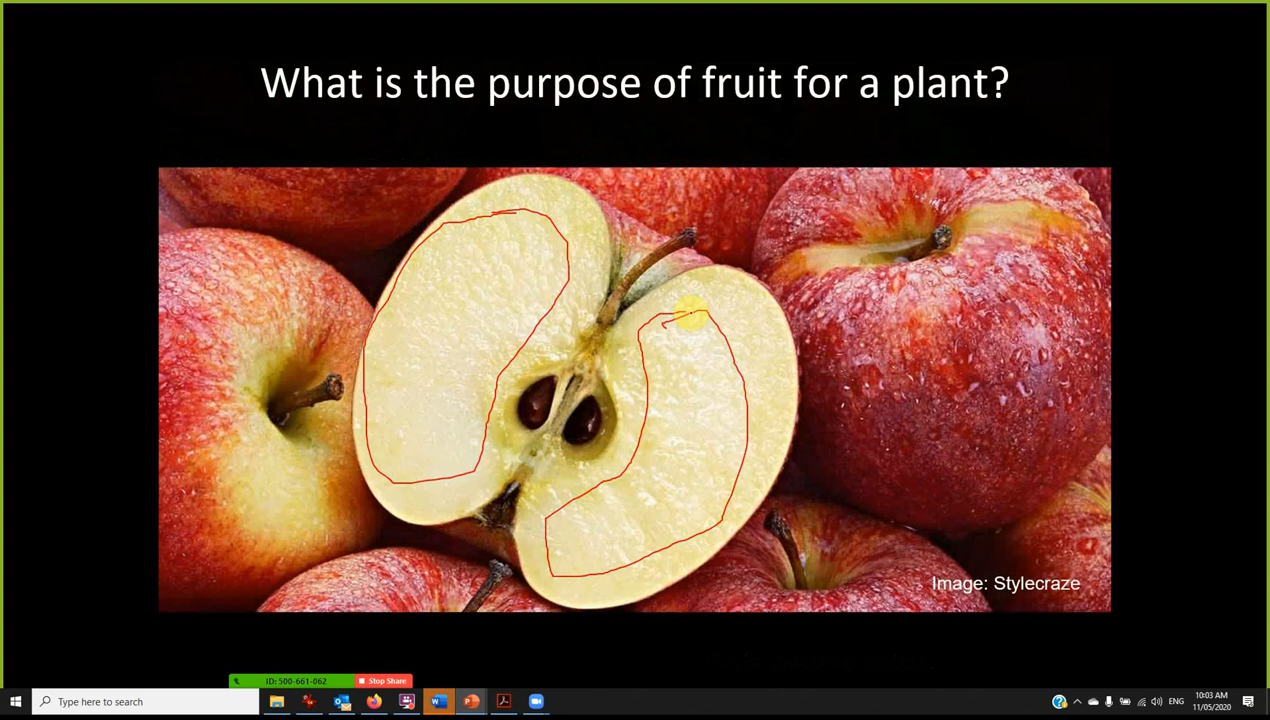 What is the purpose of fruit for a plant?
Image: Stylecraze
ID: 500-661-062
Stop Share
Type here to search
ENG
10:03 AM
11/05/2020